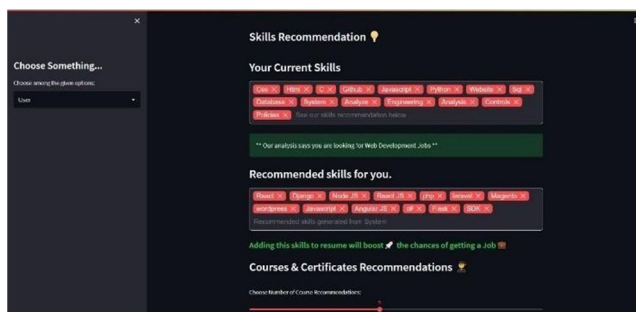 Choose Something...
Choose among the given options:
User
Skills Recommendation
Your Current Skills
Css × Html × C × Github × Javascript × Python × Website × Sql ×
Database × System × Analyze × Engineering × Analysis × Controls ×
Policies × See our skills recommendation below
** Our analysis says you are looking for Web Development Jobs **
Recommended skills for you.
React × Django × Node JS × React JS × php × laravel × Magento ×
wordpress × Javascript × Angular JS × c# × Flask × SDK ×
Recommended skills generated from System
Adding this skills to resume will boost the chances of getting a Job
Courses & Certificates Recommendations
Choose Number of Course Recommendations: